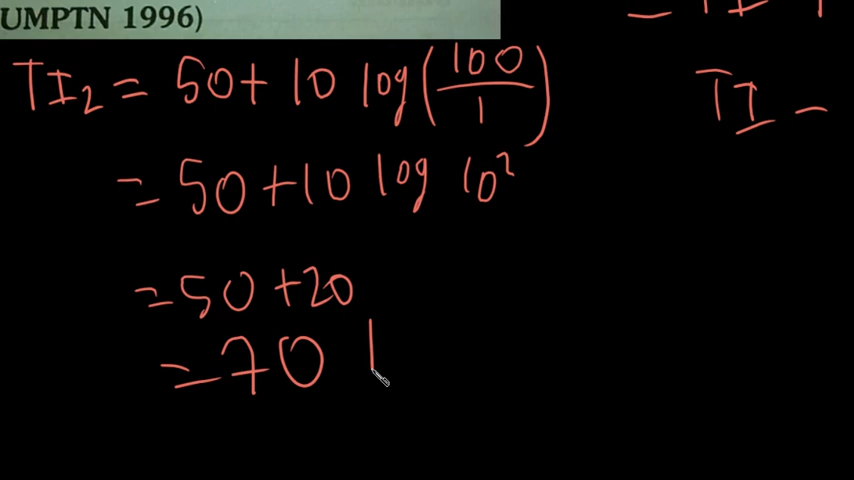 UMPTN 1996)
TI₂ = 50 + 10 log(100/1)
= 50 + 10 log 10²
= 50 + 20
= 70
TI